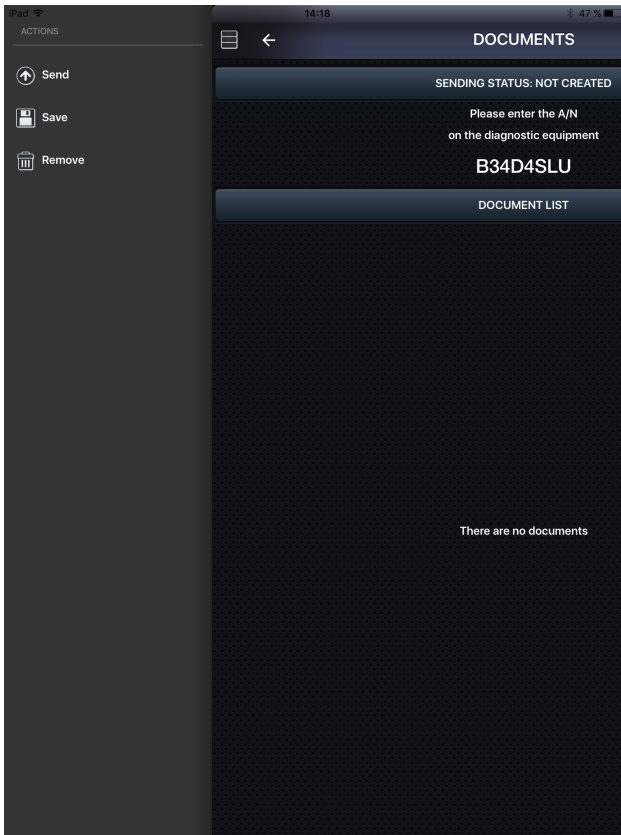 iPad
14:18
47 %
ACTIONS
Send
Save
Remove
DOCUMENTS
SENDING STATUS: NOT CREATED
Please enter the A/N
on the diagnostic equipment
B34D4SLU
DOCUMENT LIST
There are no documents